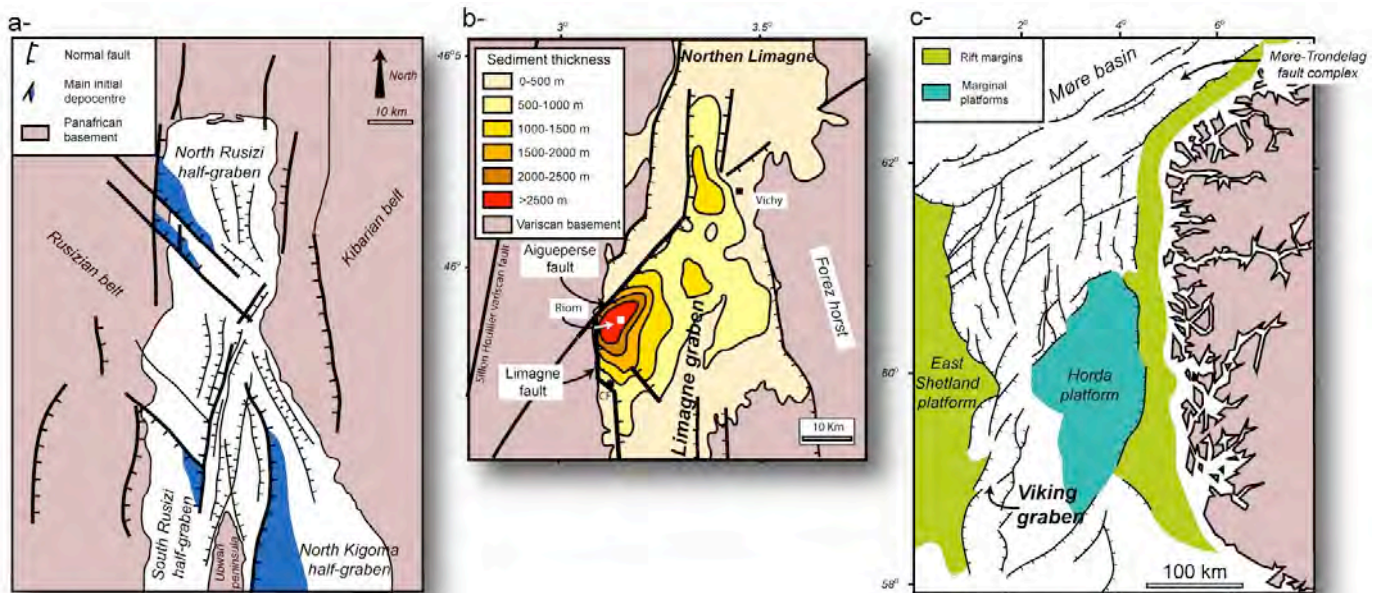 a-
Normal fault
Main initial
depocentre
Panafrican
basement
North
10 km
North Rusizi
half-graben
Rusizian belt
Kibarian belt
South Rusizi
half-graben
Ubwari
peninsula
North Kigoma
half-graben
b-
3°
3.5°
46°5
46°
Sediment thickness
0-500 m
500-1000 m
1000-1500 m
1500-2000 m
2000-2500 m
>2500 m
Variscan basement
Northen Limagne
Vichy
Aigueperse
fault
Riom
Limagne
fault
CF
Sillon Houillier variscan fault
Limagne graben
Forez horst
10 Km
c-
2°
4°
6°
Rift margins
Marginal
platforms
Møre basin
Møre-Trondelag
fault complex
62°
60°
58°
East
Shetland
platform
Horda
platform
Viking
graben
100 km